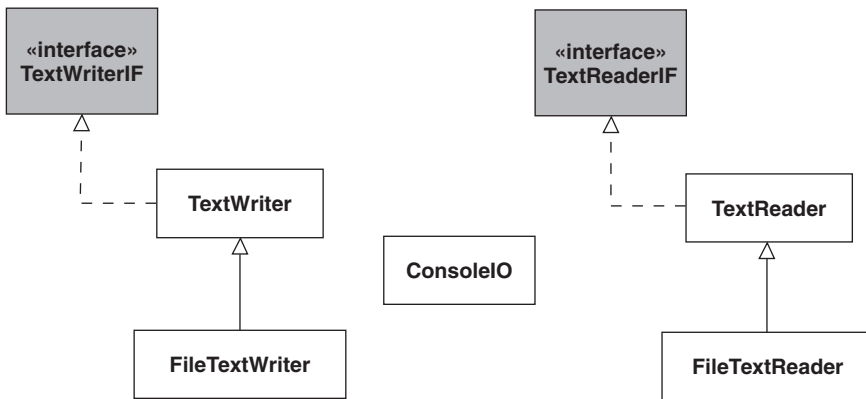 «interface»
TextWriterIF
«interface»
TextReaderIF
TextWriter
TextReader
ConsoleIO
FileTextWriter
FileTextReader